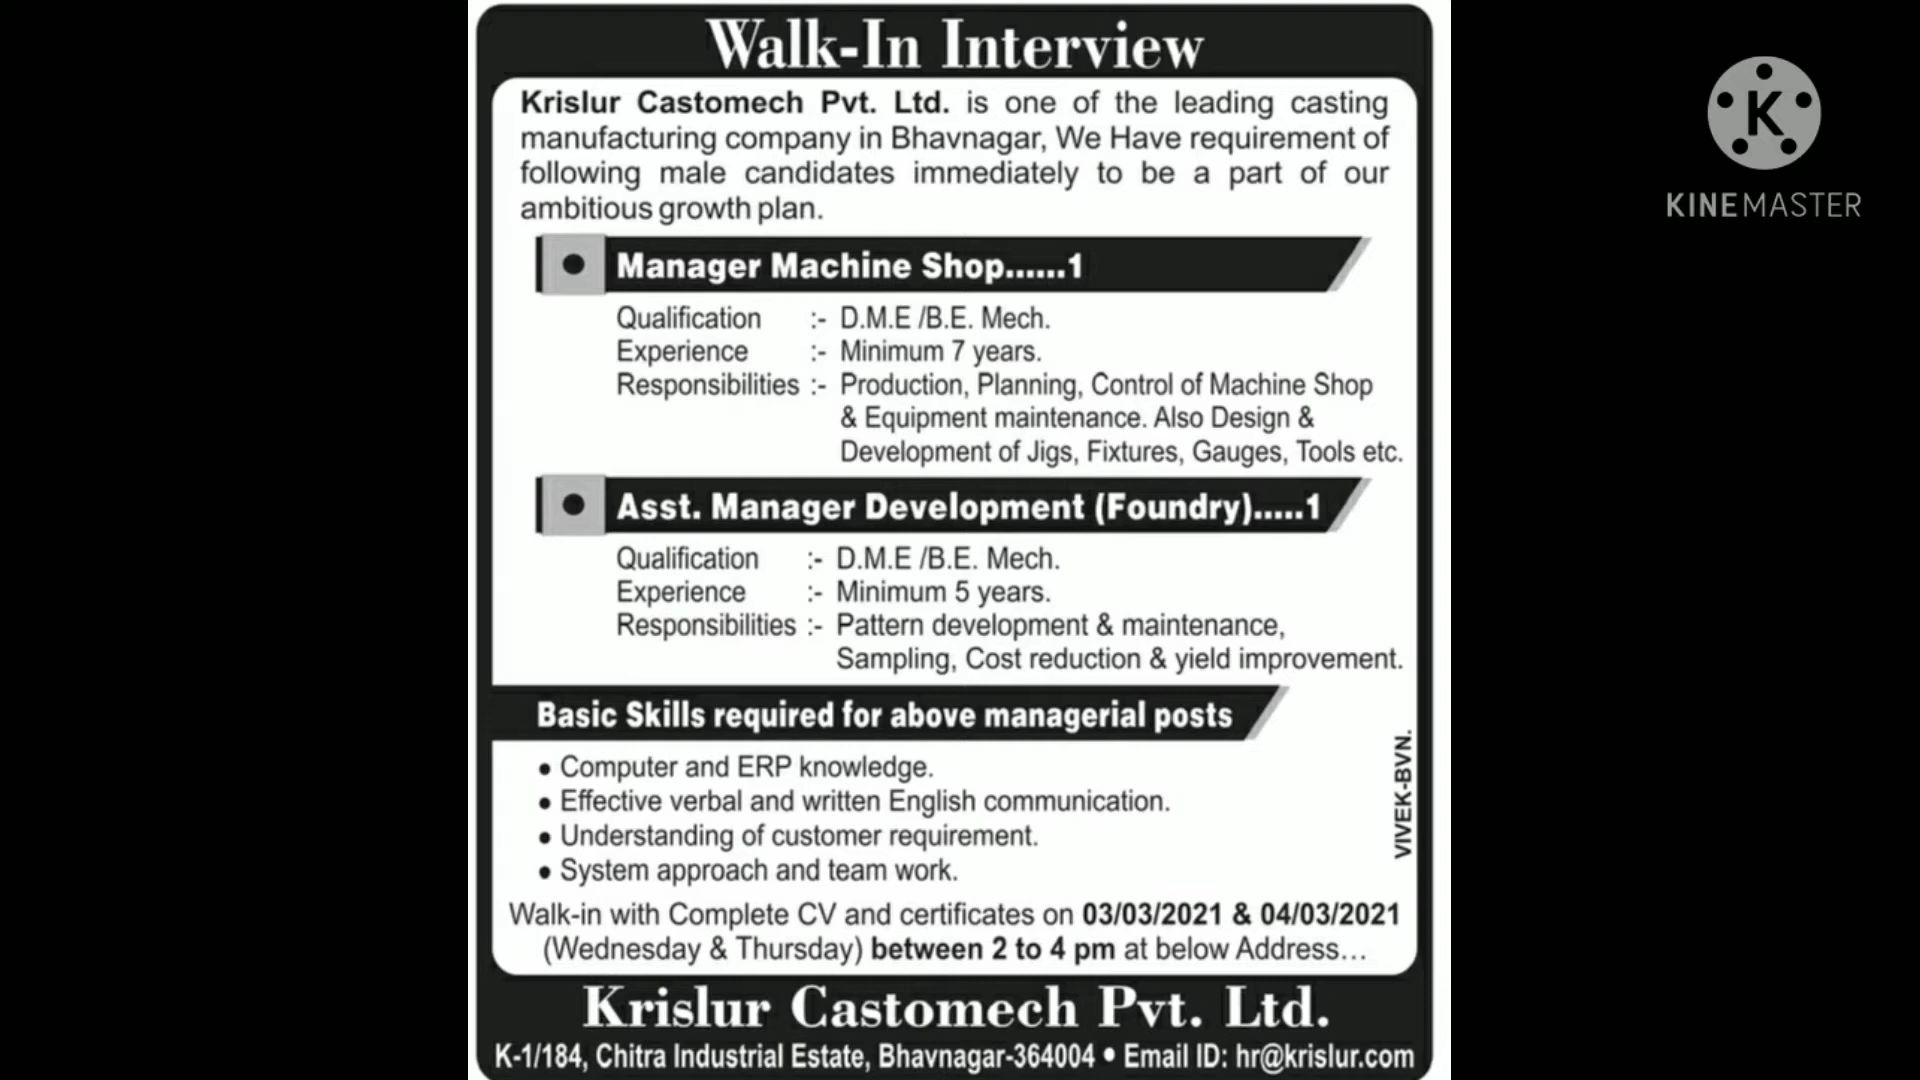 Walk-In Interview
Krislur Castomech Pvt. Ltd. is one of the leading casting
manufacturing company in Bhavnagar, We Have requirement of
following male candidates immediately to be a part of our
ambitious growth plan.
• Manager Machine Shop......1
Qualification :- D.M.E /B.E. Mech.
Experience :- Minimum 7 years.
Responsibilities :- Production, Planning, Control of Machine Shop
& Equipment maintenance. Also Design &
Development of Jigs, Fixtures, Gauges, Tools etc.
• Asst. Manager Development (Foundry).....1
Qualification :- D.M.E /B.E. Mech.
Experience :- Minimum 5 years.
Responsibilities :- Pattern development & maintenance,
Sampling, Cost reduction & yield improvement.
Basic Skills required for above managerial posts
• Computer and ERP knowledge.
• Effective verbal and written English communication.
• Understanding of customer requirement.
• System approach and team work.
VIVEK-BVN.
Walk-in with Complete CV and certificates on 03/03/2021 & 04/03/2021
(Wednesday & Thursday) between 2 to 4 pm at below Address...
Krislur Castomech Pvt. Ltd.
K-1/184, Chitra Industrial Estate, Bhavnagar-364004 • Email ID: hr@krislur.com
K
KINEMASTER